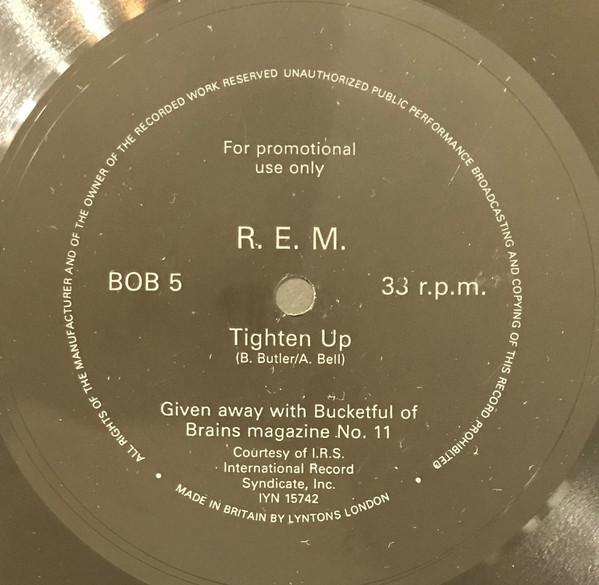 ALL RIGHTS OF THE MANUFACTURER AND OF THE OWNER OF THE RECORDED WORK RESERVED UNAUTHORIZED PUBLIC PERFORMANCE BROADCASTING AND COPYING OF THIS RECORD PROHIBITED
For promotional
use only
R. E. M.
BOB 5
33 r.p.m.
Tighten Up
(B. Butler/A. Bell)
Given away with Bucketful of
Brains magazine No. 11
Courtesy of I.R.S.
International Record
Syndicate, Inc.
IYN 15742
• MADE IN BRITAIN BY LYNTONS LONDON •